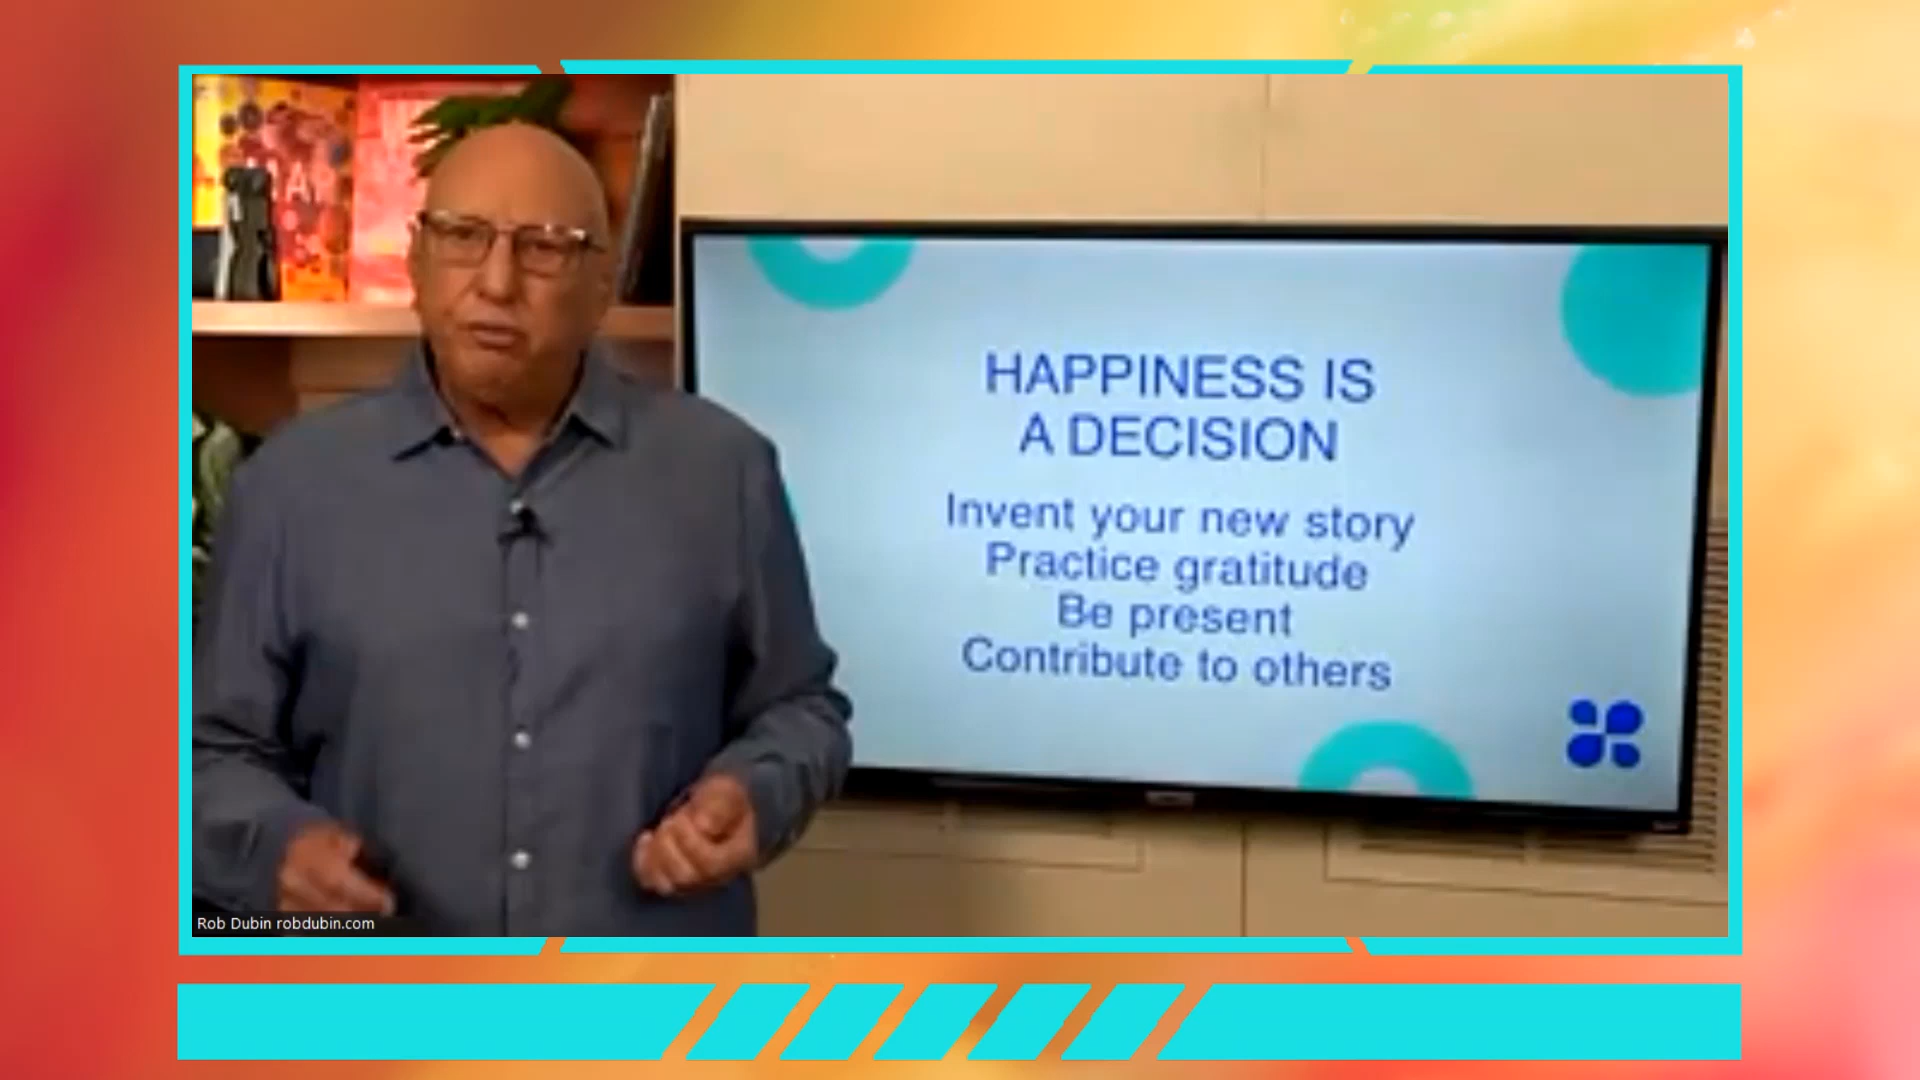 HAPPINESS IS
A DECISION
Invent your new story
Practice gratitude
Be present
Contribute to others
Rob Dubin robdubin.com